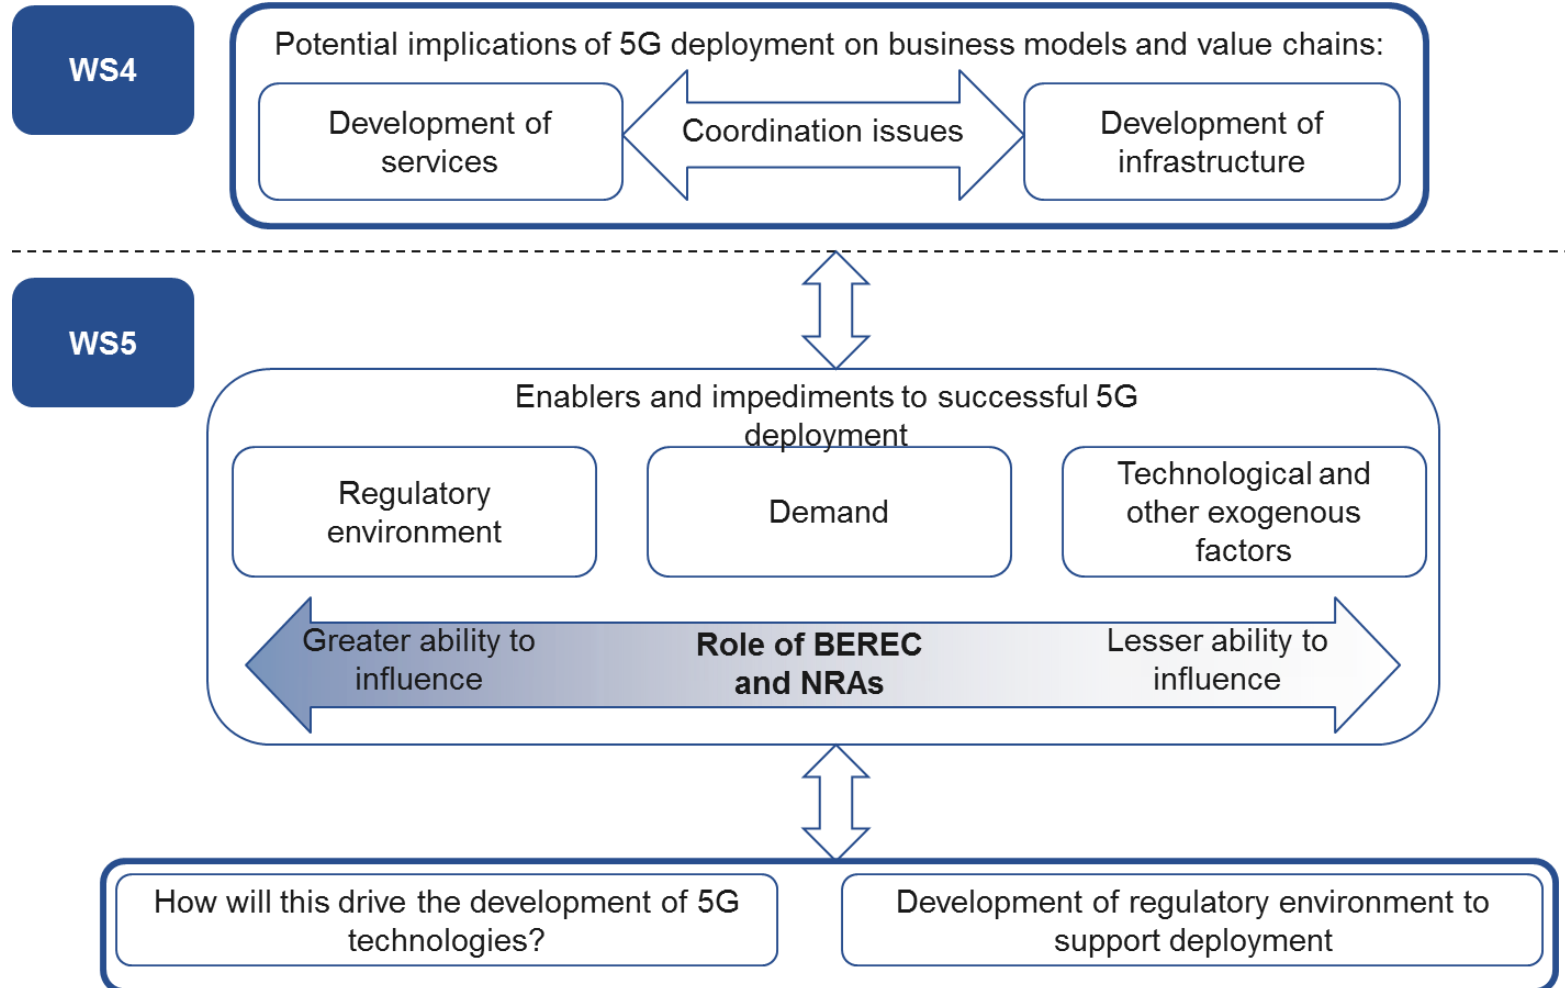 WS4
Potential implications of 5G deployment on business models and value chains:
Development of
services
Coordination issues
Development of
infrastructure
WS5
Enablers and impediments to successful 5G
deployment
Regulatory
environment
Demand
Technological and
other exogenous
factors
Greater ability to
influence
Role of BEREC
and NRAs
Lesser ability to
influence
How will this drive the development of 5G
technologies?
Development of regulatory environment to
support deployment